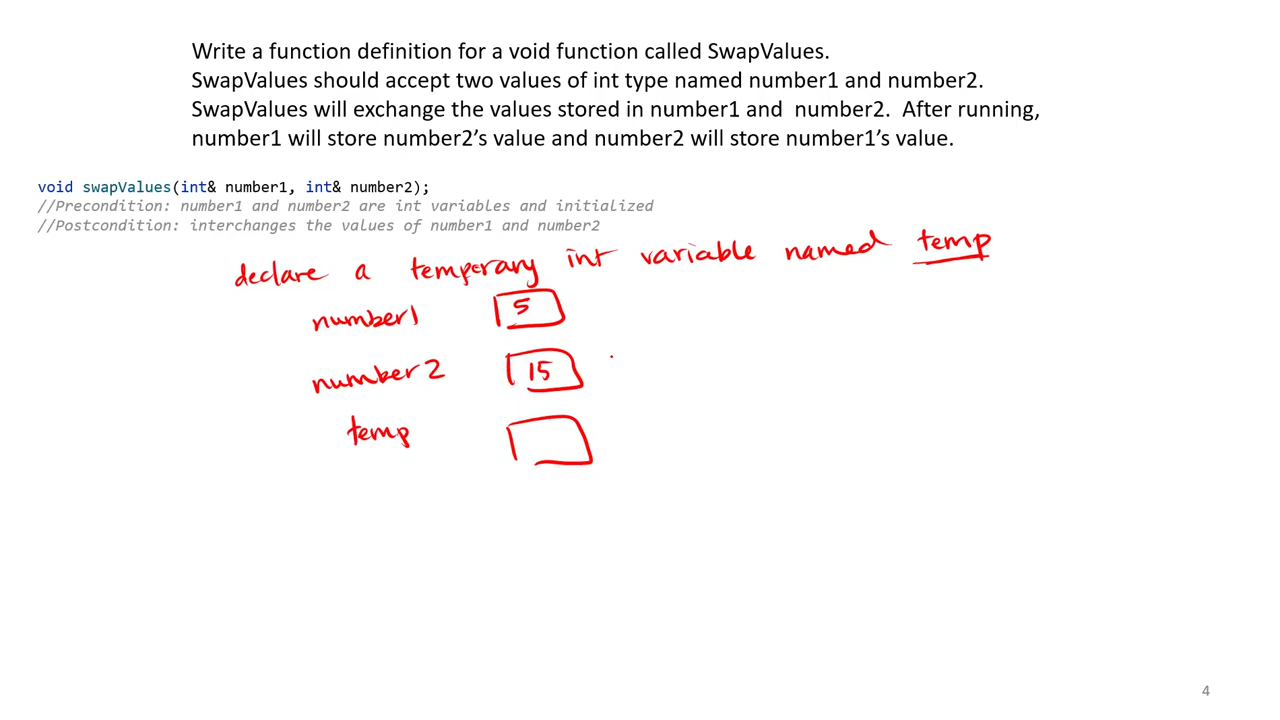 Write a function definition for a void function called SwapValues.
SwapValues should accept two values of int type named number1 and number2.
SwapValues will exchange the values stored in number1 and  number2.  After running,
number1 will store number2’s value and number2 will store number1’s value.
void swapValues(int& number1, int& number2);
//Precondition: number1 and number2 are int variables and initialized
//Postcondition: interchanges the values of number1 and number2
declare a temporary int variable named temp
number1 5
number2 15
temp
4